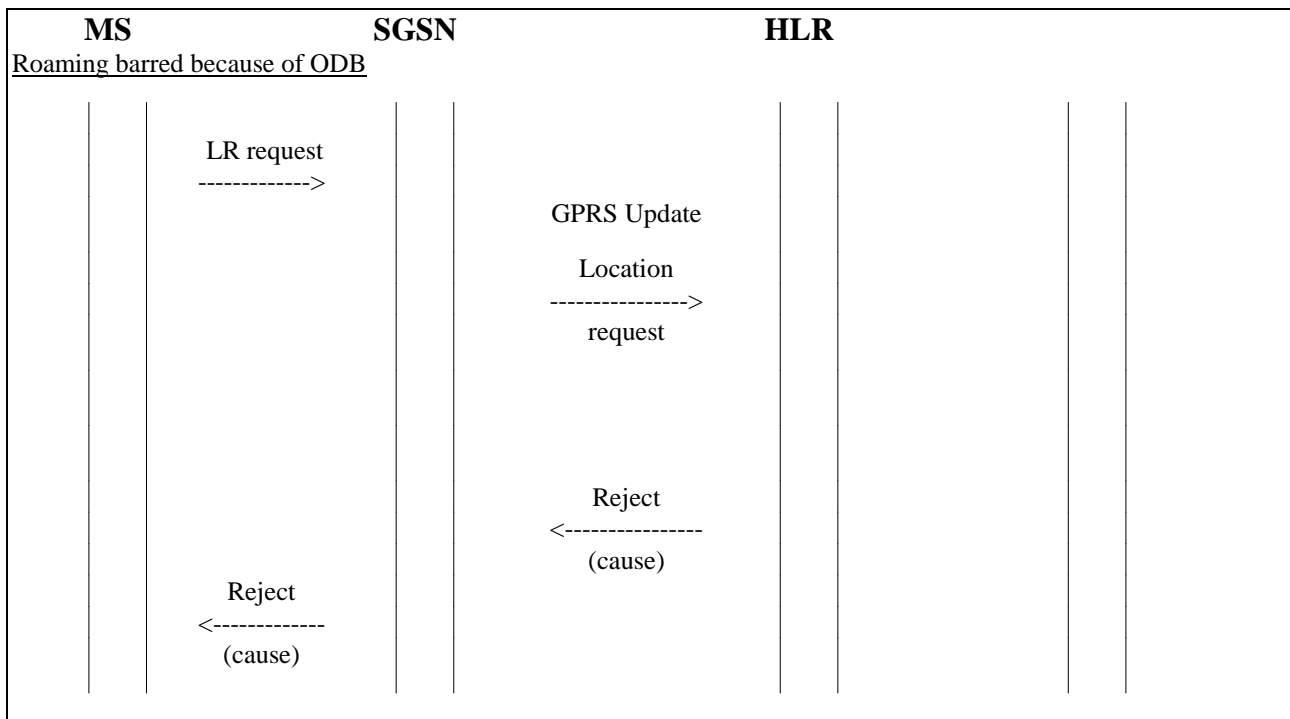 MS SGSN HLR
Roaming barred because of ODB
LR request
------------->
GPRS Update
Location
---------------->
request
Reject
<----------------
(cause)
Reject
<-------------
(cause)